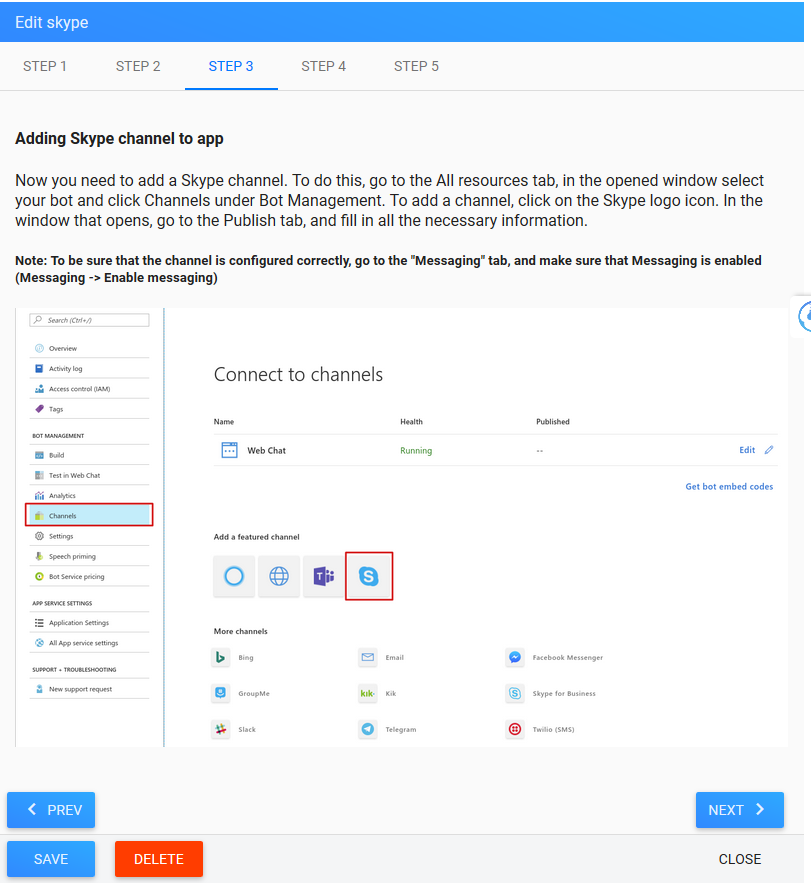 Edit skype
STEP 1 STEP 2 STEP 3 STEP 4 STEP 5
Adding Skype channel to app
Now you need to add a Skype channel. To do this, go to the All resources tab, in the opened window select
your bot and click Channels under Bot Management. To add a channel, click on the Skype logo icon. In the
window that opens, go to the Publish tab, and fill in all the necessary information.
Note: To be sure that the channel is configured correctly, go to the "Messaging" tab, and make sure that Messaging is enabled
(Messaging -> Enable messaging)
Search (Ctrl+/)
Overview
Activity log
Access control (IAM)
Tags
BOT MANAGEMENT
Build
Test in Web Chat
Analytics
Channels
Settings
Speech priming
Bot Service pricing
APP SERVICE SETTINGS
Application Settings
All App service settings
SUPPORT + TROUBLESHOOTING
New support request
Connect to channels
Name Health Published
Web Chat Running -- Edit
Get bot embed codes
Add a featured channel
More channels
Bing Email Facebook Messenger
GroupMe kik Kik Skype for Business
Slack Telegram Twilio (SMS)
PREV NEXT
SAVE DELETE CLOSE